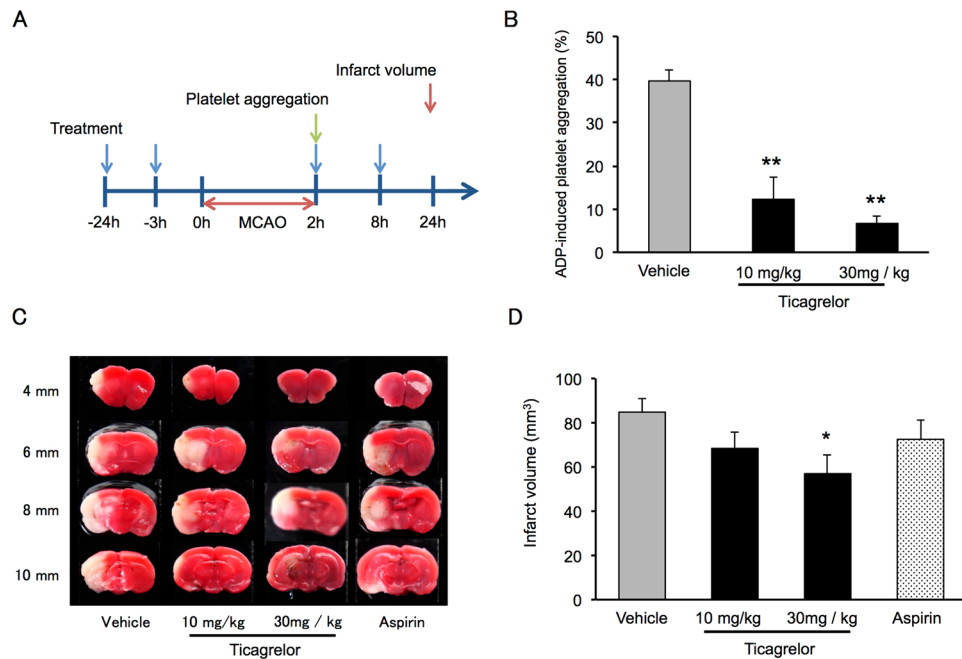 A
Infarct volume
Platelet aggregation
Treatment
-24h -3h 0h MCAO 2h 8h 24h
B
ADP-induced platelet aggregation (%)
50
40
30
20
10
0
** **
Vehicle 10 mg/kg 30mg / kg
Ticagrelor
C
4 mm
6 mm
8 mm
10 mm
Vehicle 10 mg/kg 30mg / kg Aspirin
Ticagrelor
D
Infarct volume (mm³)
100
80
60
40
20
0
*
Vehicle 10 mg/kg 30mg / kg Aspirin
Ticagrelor